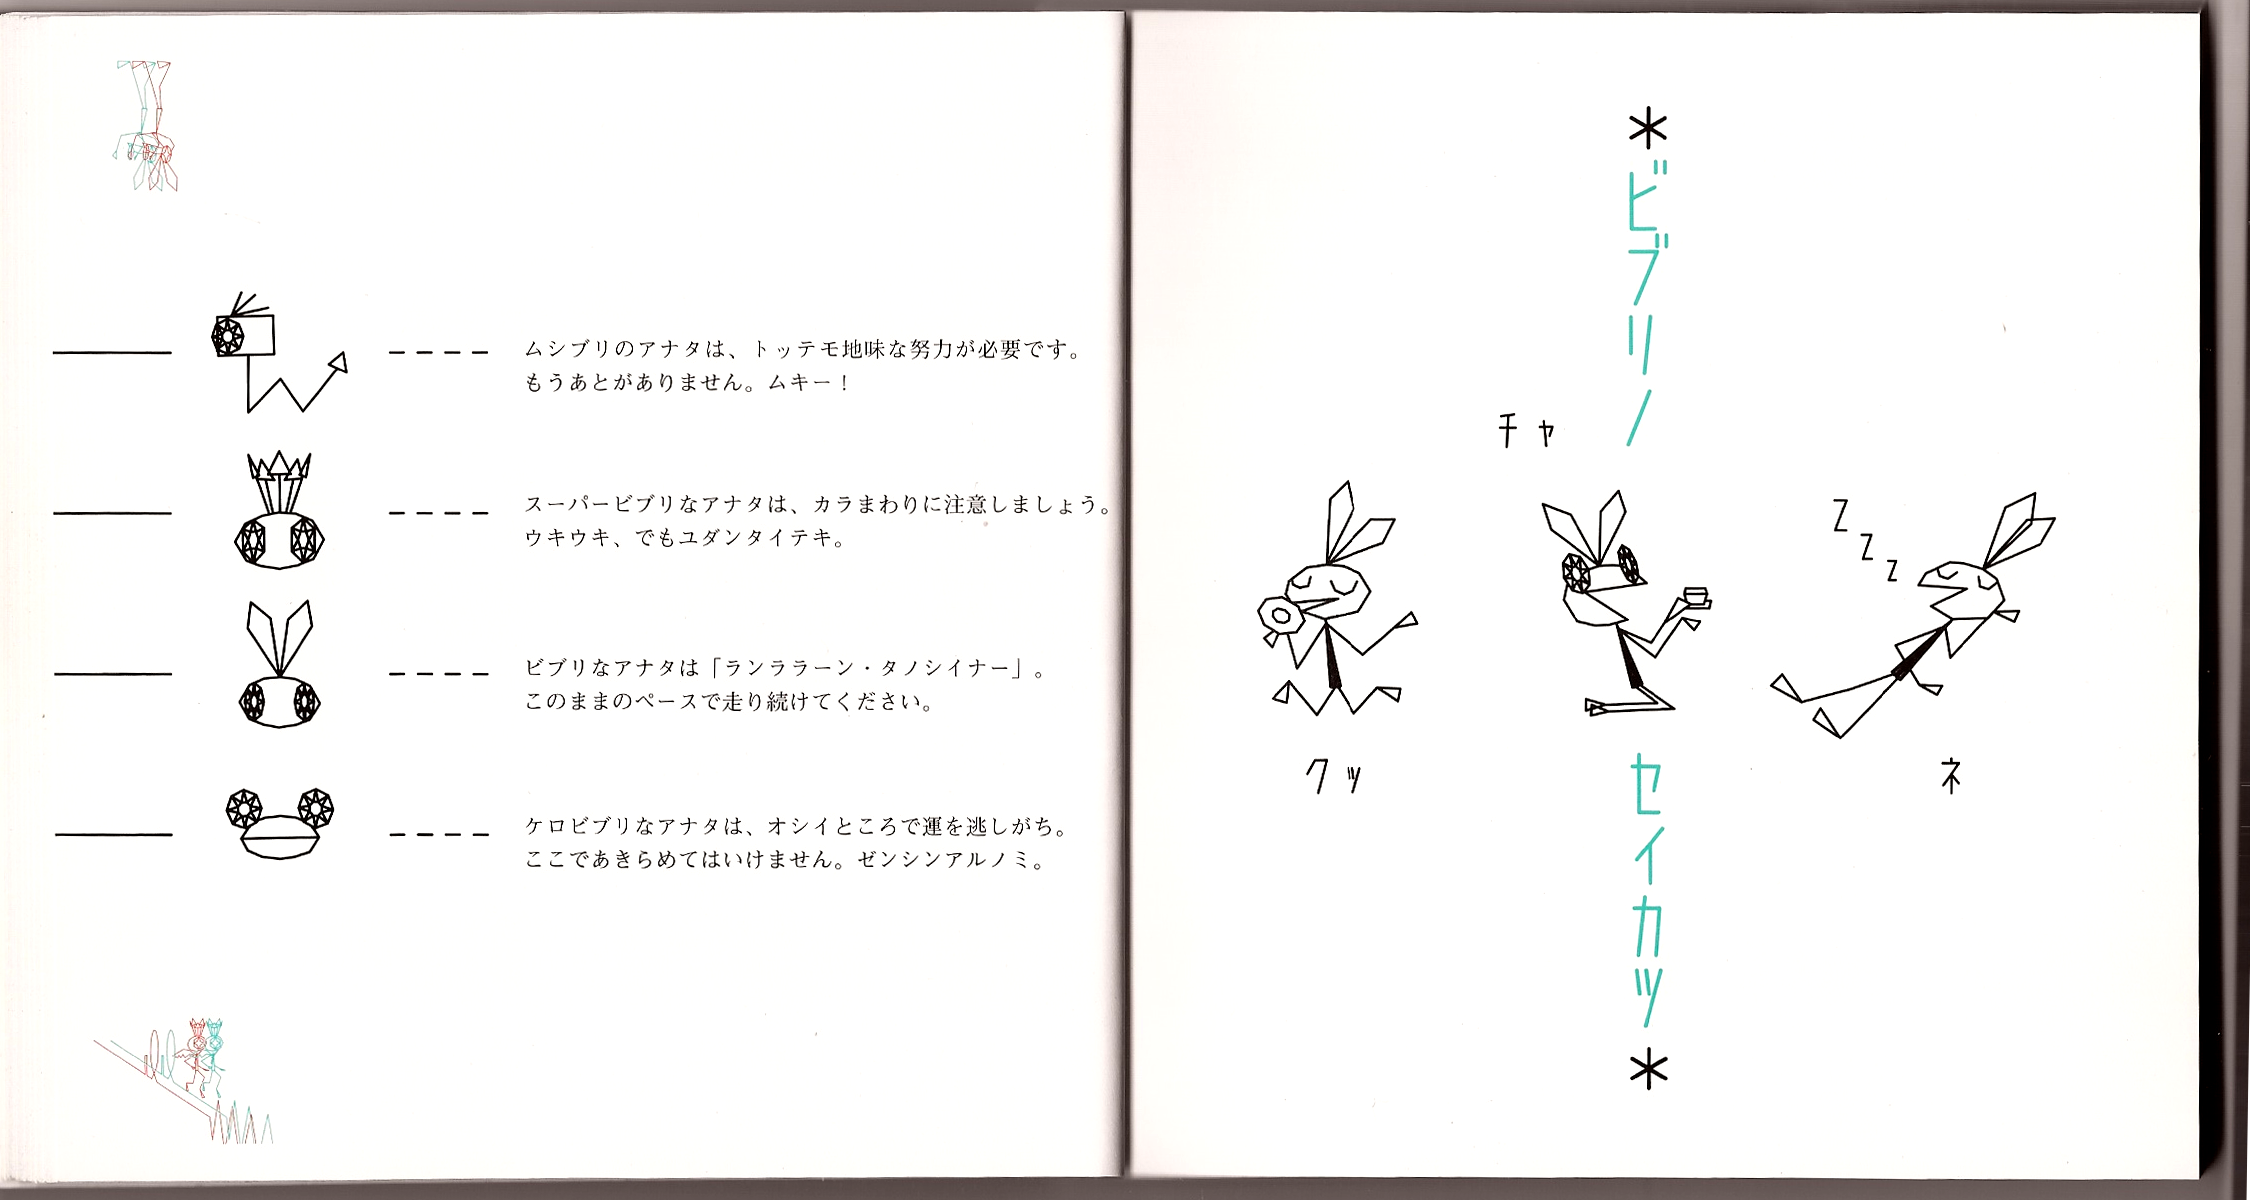 ムシブリのアナタは、トッテモ地味な努力が必要です。
もうあとがありません。ムキー！
スーパービブリなアナタは、カラまわりに注意しましょう。
ウキウキ、でもユダンタイテキ。
ビブリなアナタは「ランララーン・タノシイナー」。
このままのペースで走り続けてください。
ケロビブリなアナタは、オシイところで運を逃しがち。
ここであきらめてはいけません。ゼンシンアルノミ。
*ビブリノ セイカツ*
チャ
Z
Z
Z
クッ
ネ